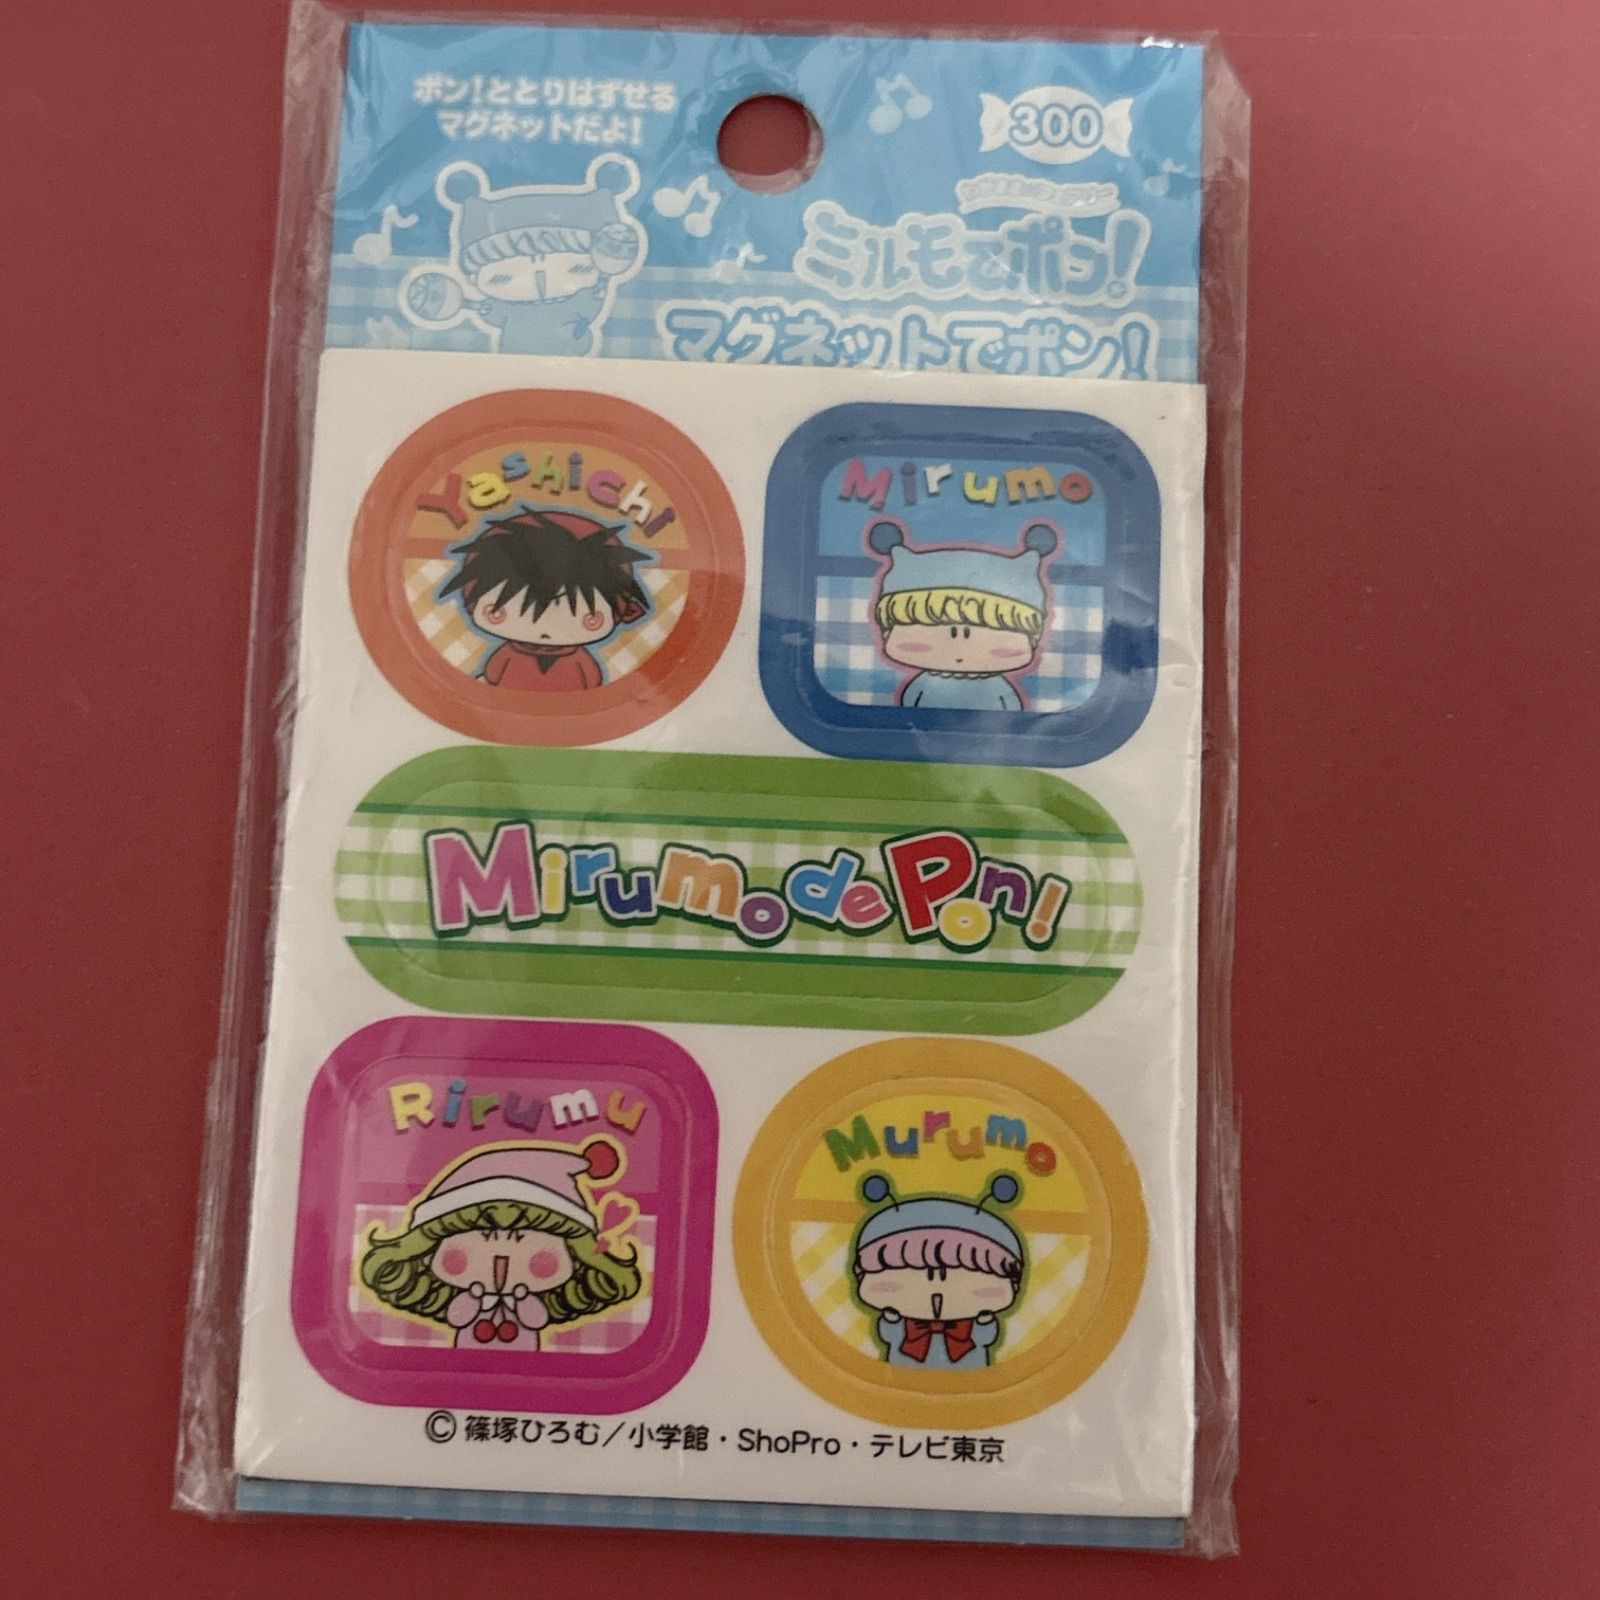 ポン！ととりはずせる
マグネットだよ！
300
ミルモでポン！
マグネットでポン！
Yashichi
Mirumo
Mirumo de Pon!
Rirumu
Murumo
©篠塚ひろむ／小学館・ShoPro・テレビ東京